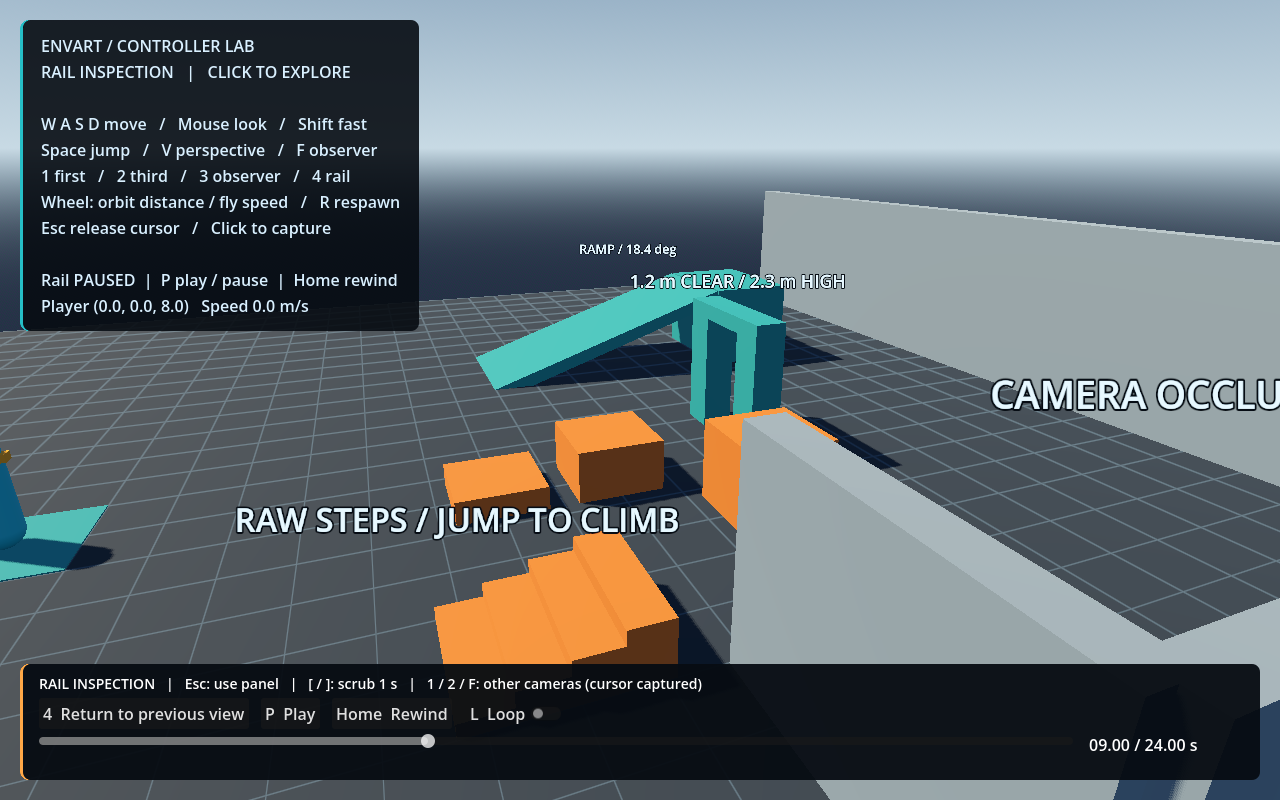 ENVART / CONTROLLER LAB
RAIL INSPECTION | CLICK TO EXPLORE
W A S D move / Mouse look / Shift fast
Space jump / V perspective / F observer
1 first / 2 third / 3 observer / 4 rail
Wheel: orbit distance / fly speed / R respawn
Esc release cursor / Click to capture
Rail PAUSED | P play / pause | Home rewind
Player (0.0, 0.0, 8.0) Speed 0.0 m/s
RAMP / 18.4 deg
1.2 m CLEAR / 2.3 m HIGH
CAMERA OCCLU
RAW STEPS / JUMP TO CLIMB
RAIL INSPECTION | Esc: use panel | [ / ]: scrub 1 s | 1 / 2 / F: other cameras (cursor captured)
4 Return to previous view P Play Home Rewind L Loop
09.00 / 24.00 s